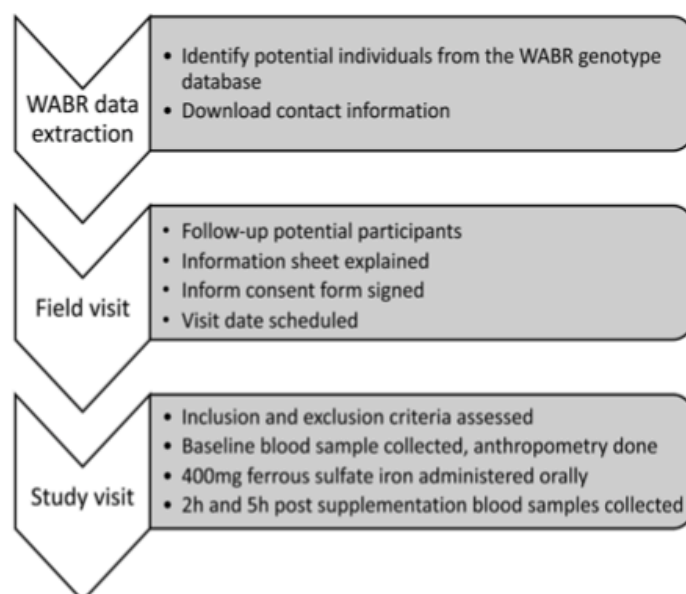 WABR data
extraction
• Identify potential individuals from the WABR genotype
database
• Download contact information
Field visit
• Follow-up potential participants
• Information sheet explained
• Inform consent form signed
• Visit date scheduled
Study visit
• Inclusion and exclusion criteria assessed
• Baseline blood sample collected, anthropometry done
• 400mg ferrous sulfate iron administered orally
• 2h and 5h post supplementation blood samples collected